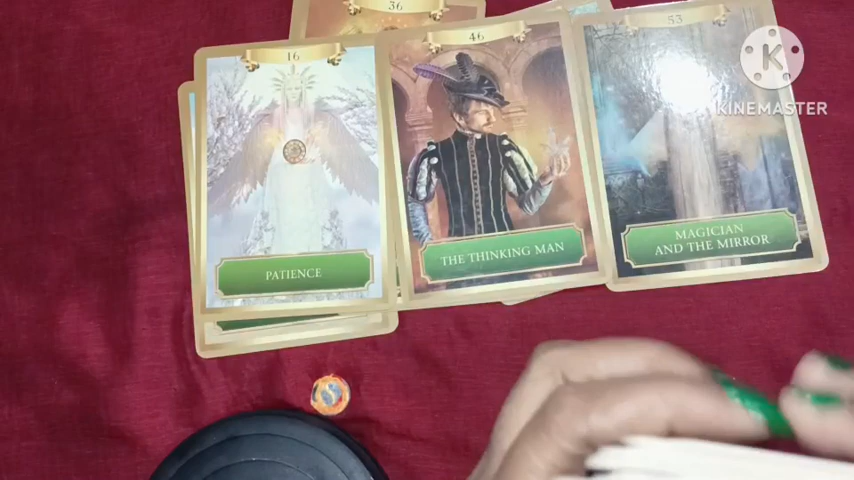 36
16
46
53
K
KINEMASTER
PATIENCE
THE THINKING MAN
MAGICIAN
AND THE MIRROR